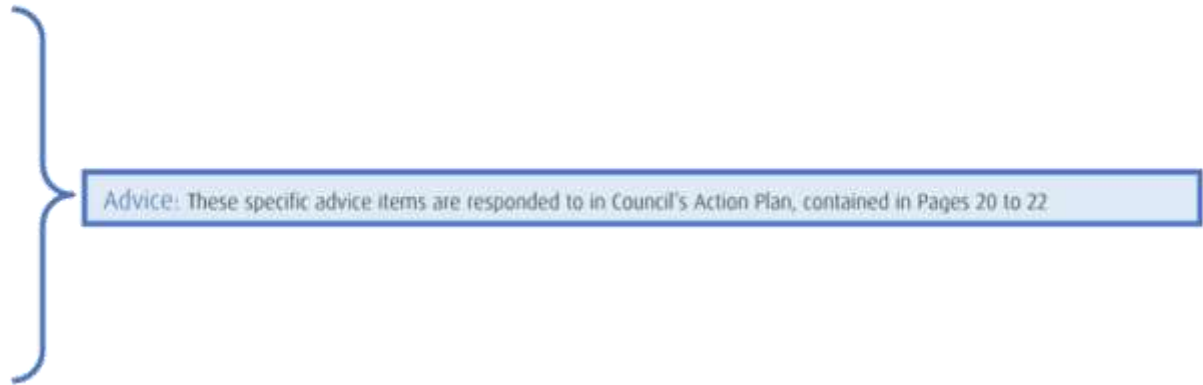 Advice: These specific advice items are responded to in Council's Action Plan, contained in Pages 20 to 22